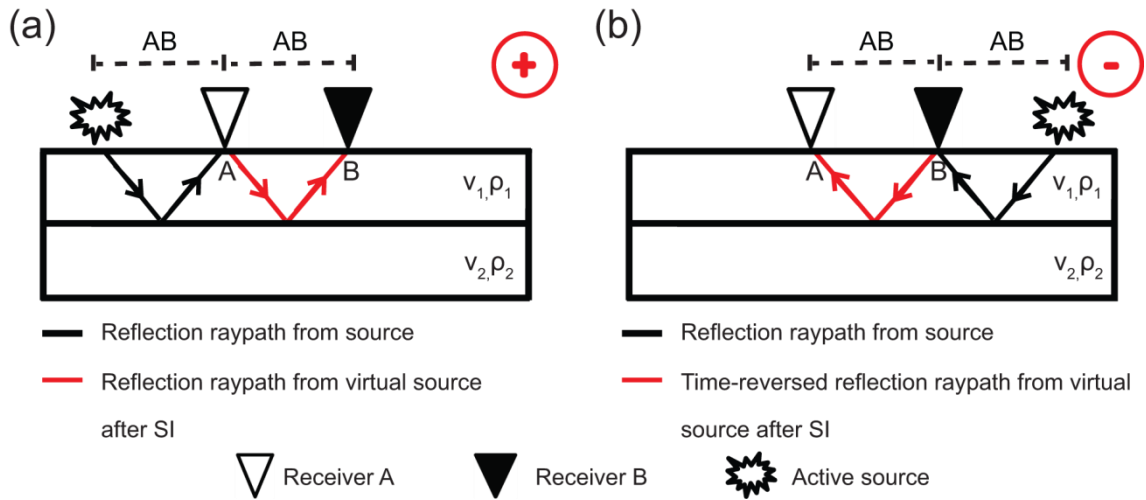 (a)
AB
AB
+
A
B
v1,ρ1
v2,ρ2
Reflection raypath from source
Reflection raypath from virtual source
after SI
(b)
AB
AB
-
A
B
v1,ρ1
v2,ρ2
Reflection raypath from source
Time-reversed reflection raypath from virtual
source after SI
Receiver A
Receiver B
Active source